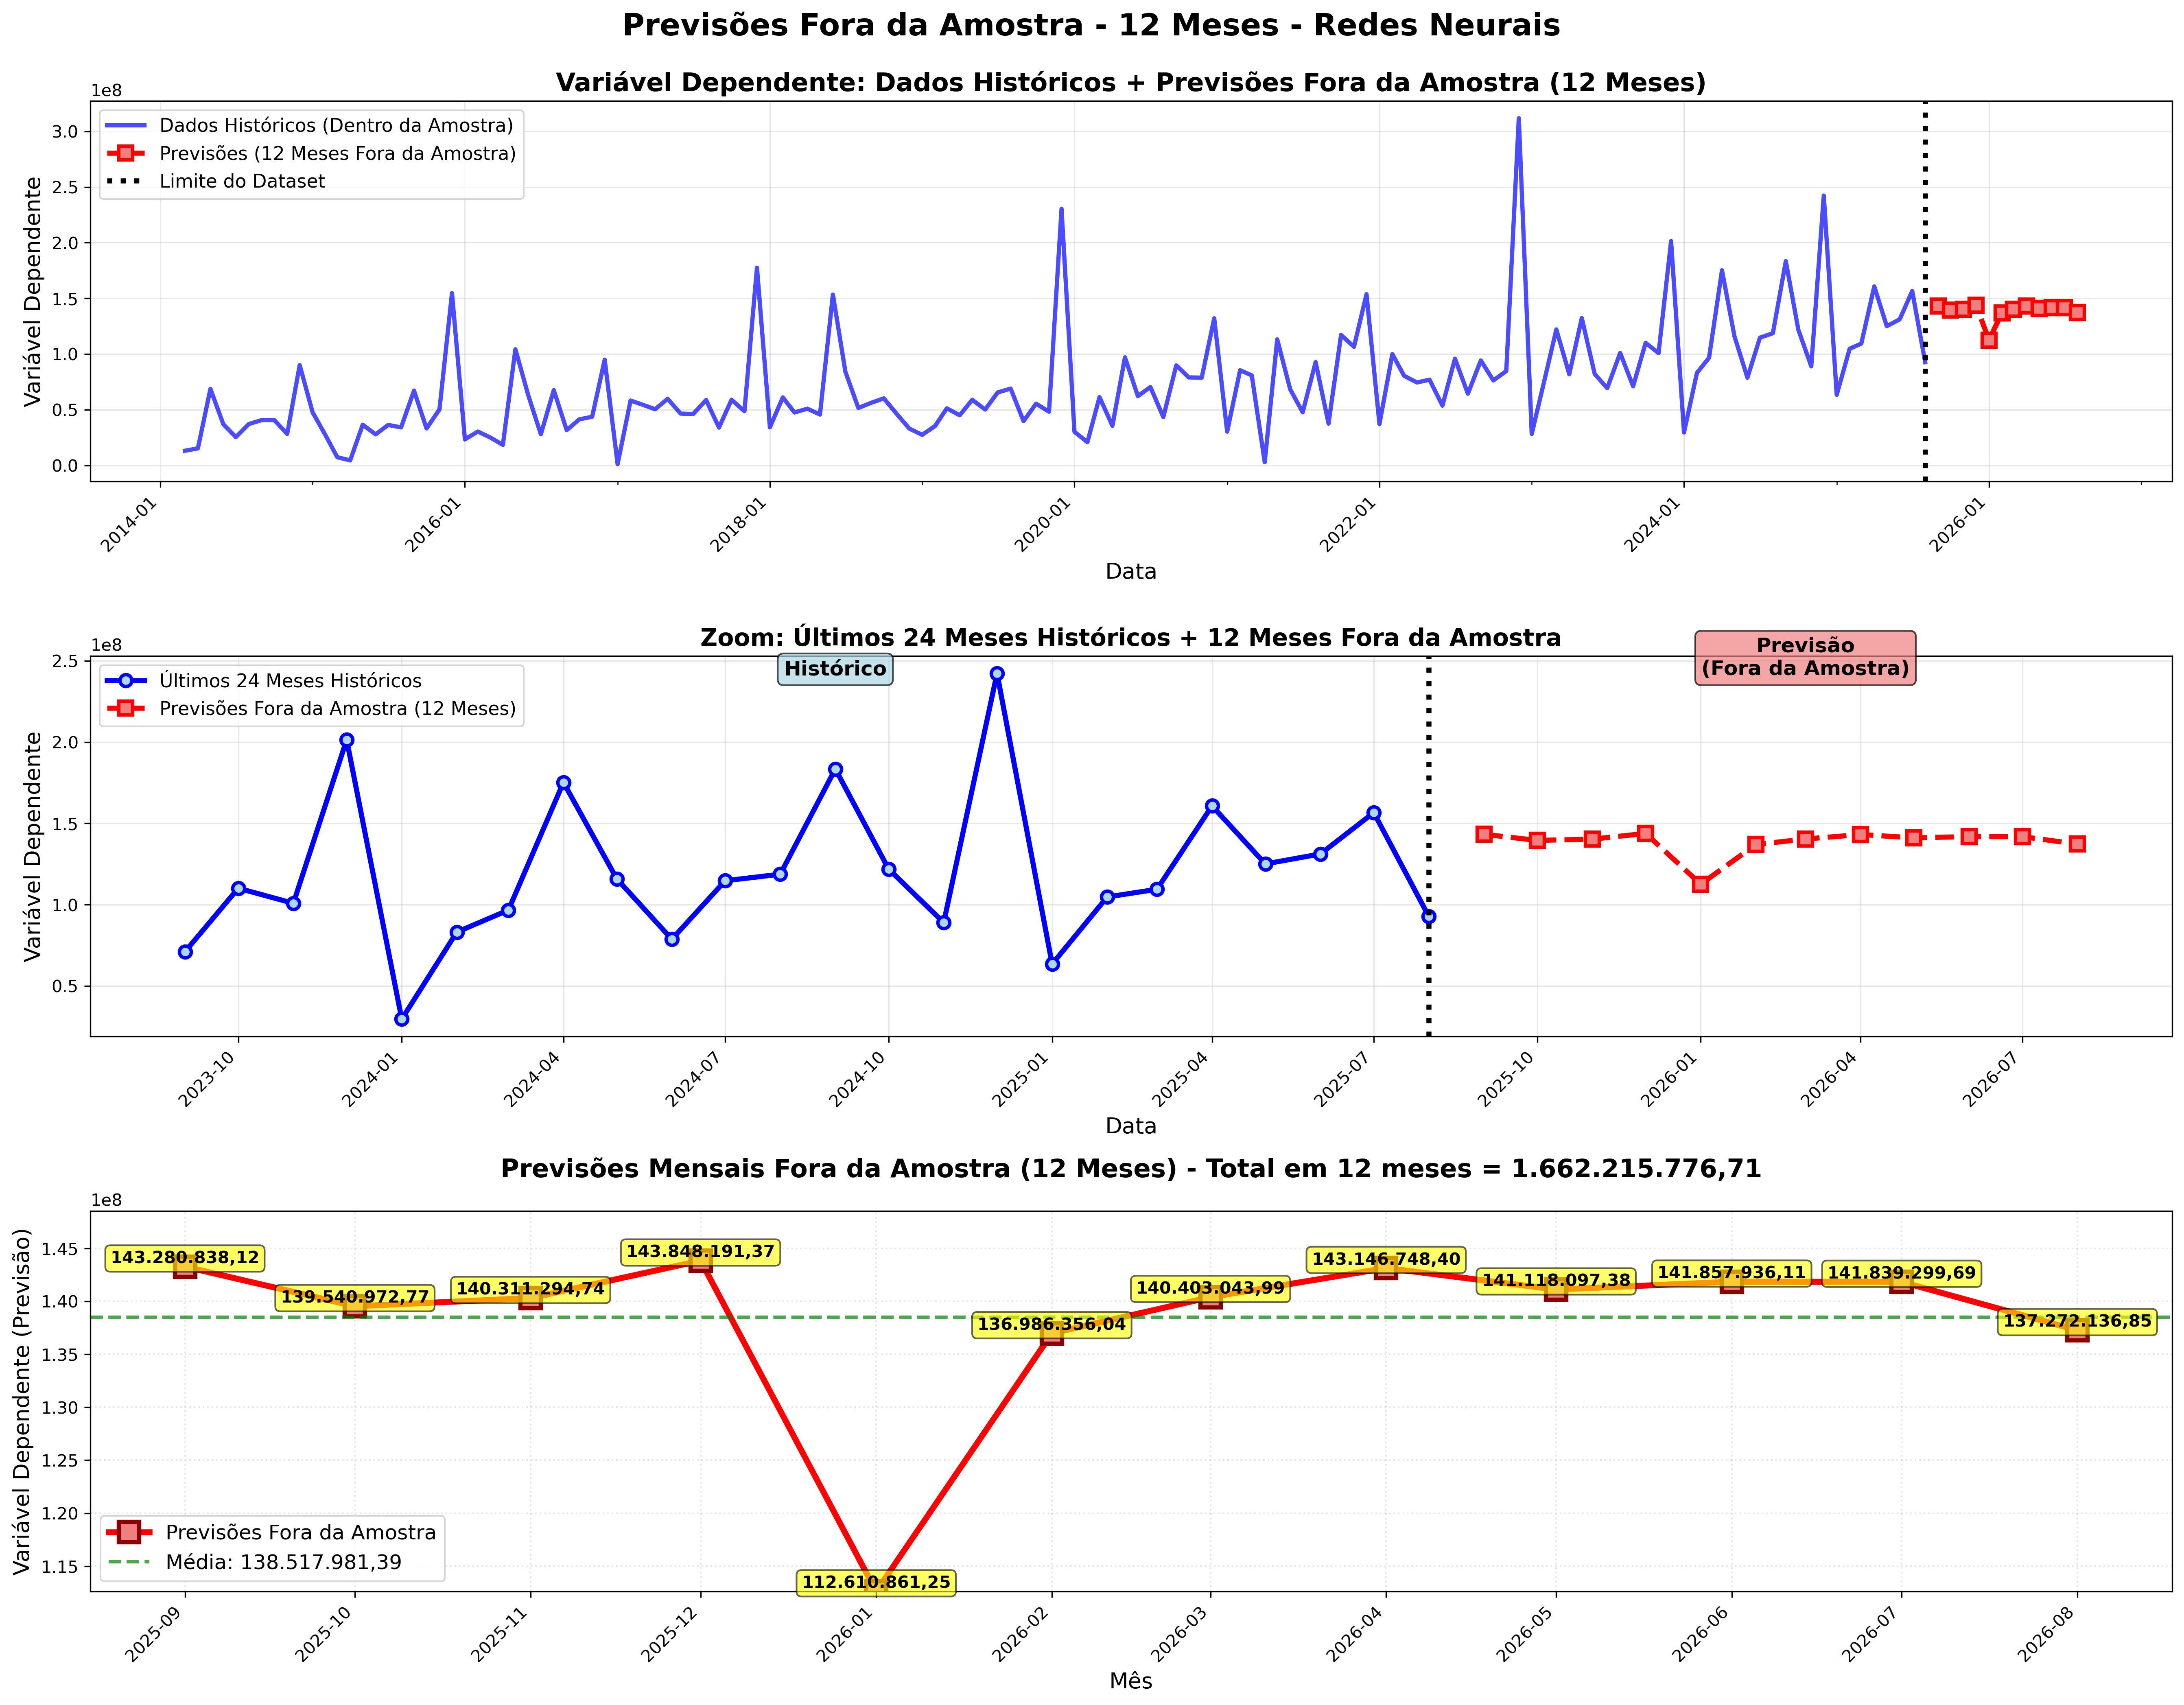 Previsões Fora da Amostra - 12 Meses - Redes Neurais
Variável Dependente: Dados Históricos + Previsões Fora da Amostra (12 Meses)
1e8
Dados Históricos (Dentro da Amostra)
Previsões (12 Meses Fora da Amostra)
Limite do Dataset
Variável Dependente
3.0
2.5
2.0
1.5
1.0
0.5
0.0
2014-01
2016-01
2018-01
2020-01
2022-01
2024-01
2026-01
Data
Zoom: Últimos 24 Meses Históricos + 12 Meses Fora da Amostra
1e8
Últimos 24 Meses Históricos
Previsões Fora da Amostra (12 Meses)
Histórico
Previsão
(Fora da Amostra)
Variável Dependente
2.5
2.0
1.5
1.0
0.5
2023-10
2024-01
2024-04
2024-07
2024-10
2025-01
2025-04
2025-07
2025-10
2026-01
2026-04
2026-07
Data
Previsões Mensais Fora da Amostra (12 Meses) - Total em 12 meses = 1.662.215.776,71
1e8
Variável Dependente (Previsão)
1.45
1.40
1.35
1.30
1.25
1.20
1.15
143.280.838,12
139.540.972,77
140.311.294,74
143.848.191,37
112.610.861,25
136.986.356,04
140.403.043,99
143.146.748,40
141.118.097,38
141.857.936,11
141.839.299,69
137.272.136,85
Previsões Fora da Amostra
Média: 138.517.981,39
2025-09
2025-10
2025-11
2025-12
2026-01
2026-02
2026-03
2026-04
2026-05
2026-06
2026-07
2026-08
Mês